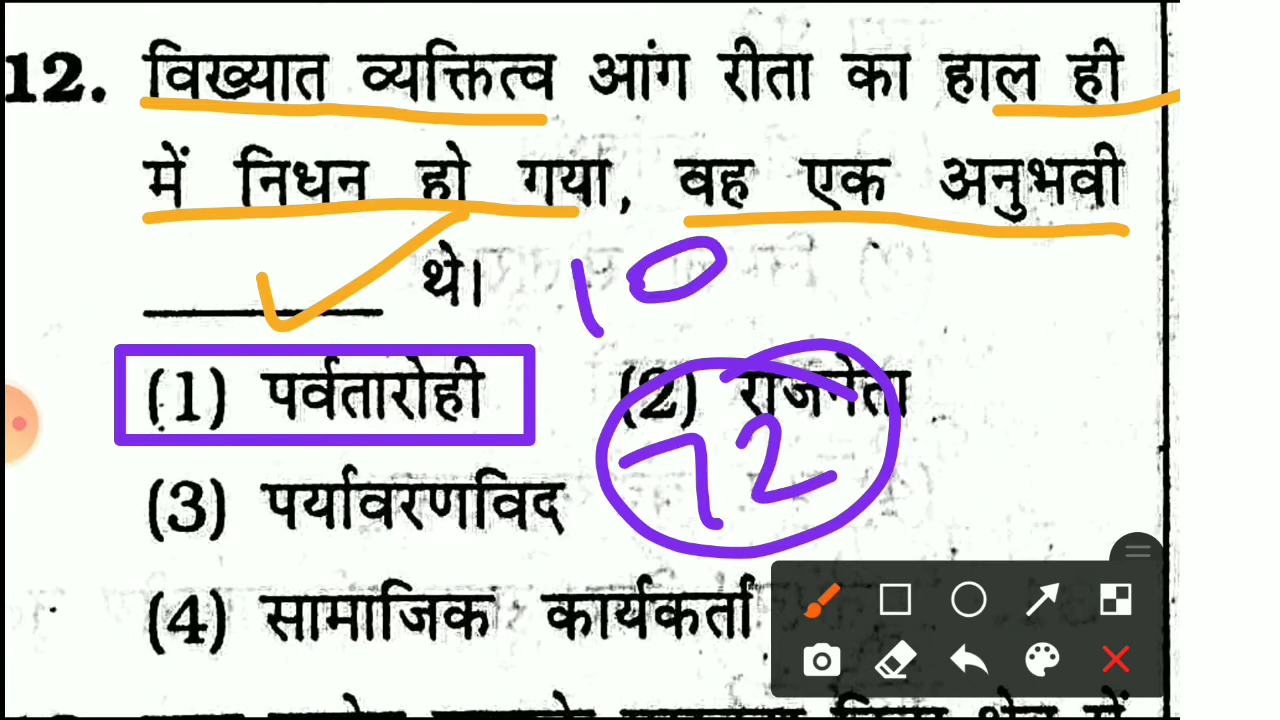 12. विख्यात व्यक्तित्व आंग रीता का हाल ही
में निधन हो गया, वह एक अनुभवी
________ थे।
10
(1) पर्वतारोही (2) राजनेता
72
(3) पर्यावरणविद
(4) सामाजिक कार्यकर्ता